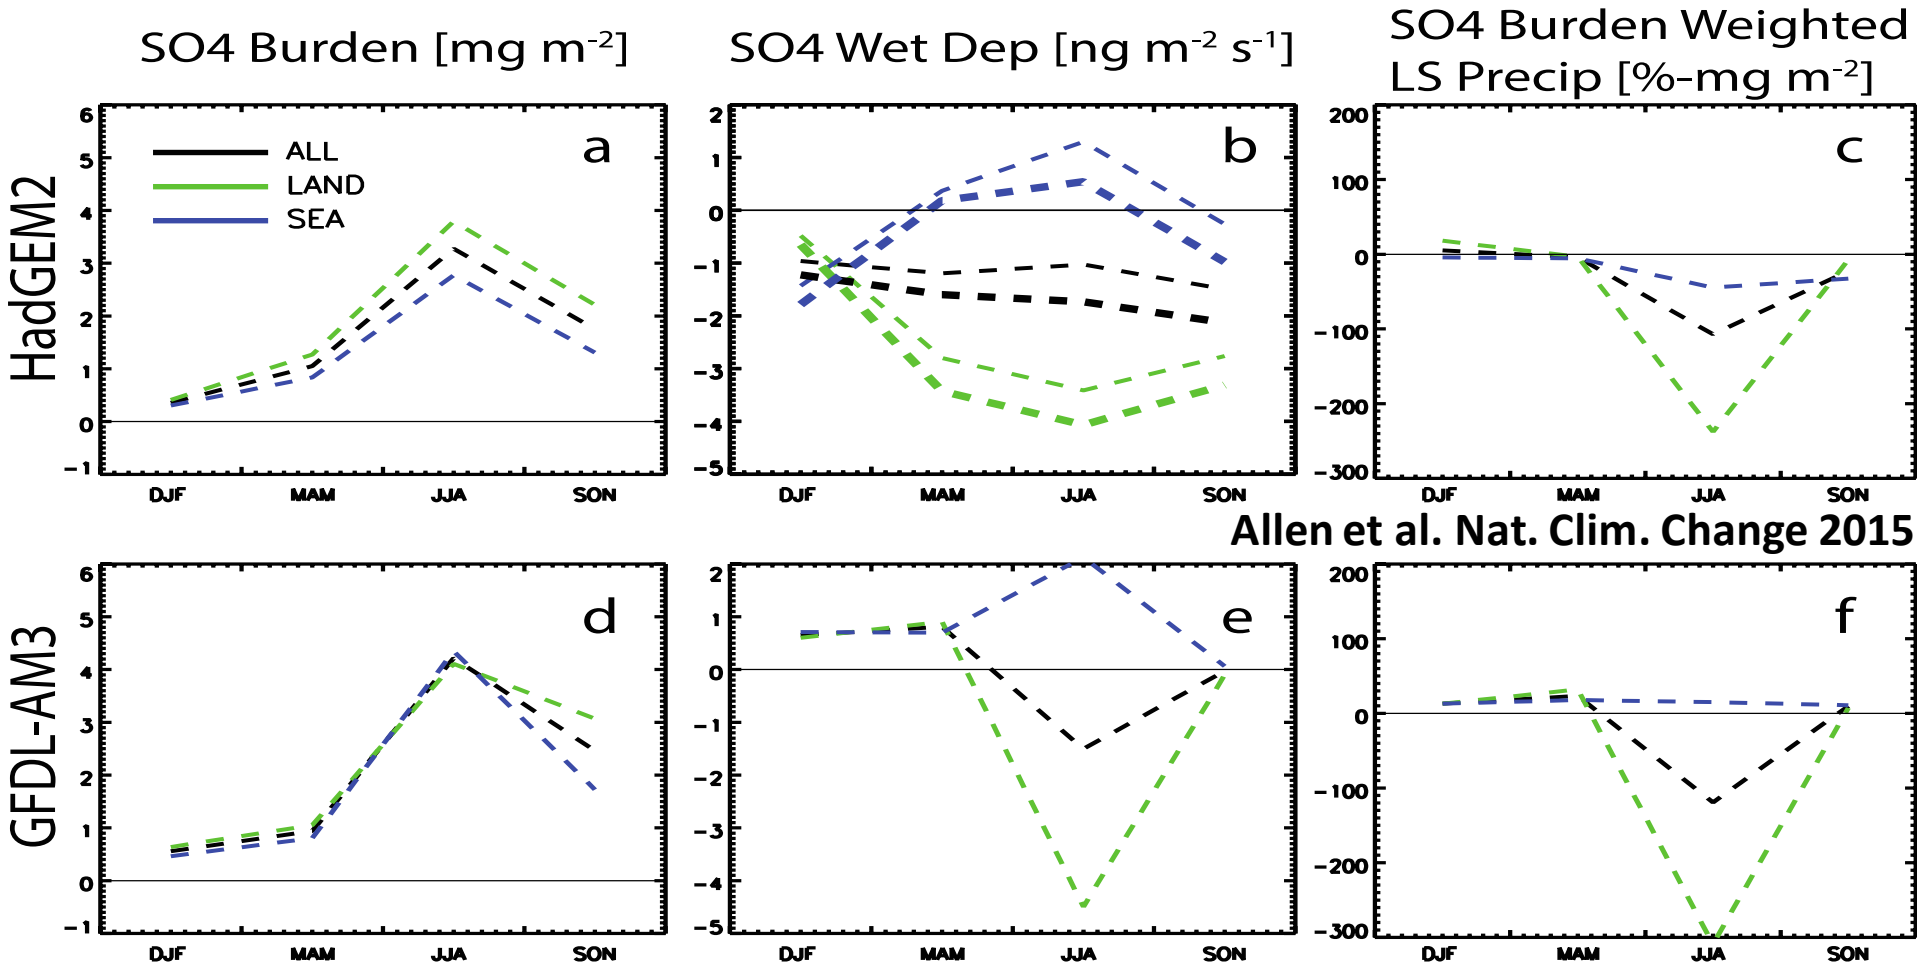 SO4 Burden [mg m⁻²]
SO4 Wet Dep [ng m⁻² s⁻¹]
SO4 Burden Weighted
LS Precip [%-mg m⁻²]
HadGEM2
6
5
4
3
2
1
0
-1
ALL
LAND
SEA
a
DJF MAM JJA SON
2
1
0
-1
-2
-3
-4
-5
b
DJF MAM JJA SON
200
100
0
-100
-200
-300
c
DJF MAM JJA SON
Allen et al. Nat. Clim. Change 2015
GFDL-AM3
6
5
4
3
2
1
0
-1
d
DJF MAM JJA SON
2
1
0
-1
-2
-3
-4
-5
e
DJF MAM JJA SON
200
100
0
-100
-200
-300
f
DJF MAM JJA SON